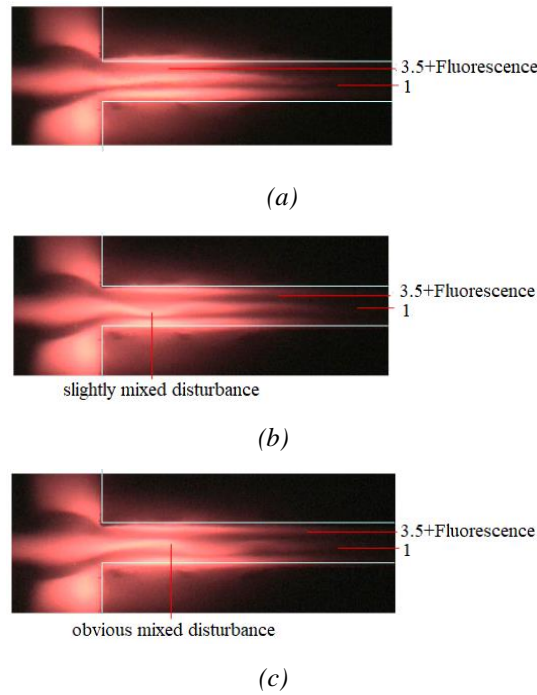 3.5+Fluorescence
1
(a)
3.5+Fluorescence
1
slightly mixed disturbance
(b)
3.5+Fluorescence
1
obvious mixed disturbance
(c)